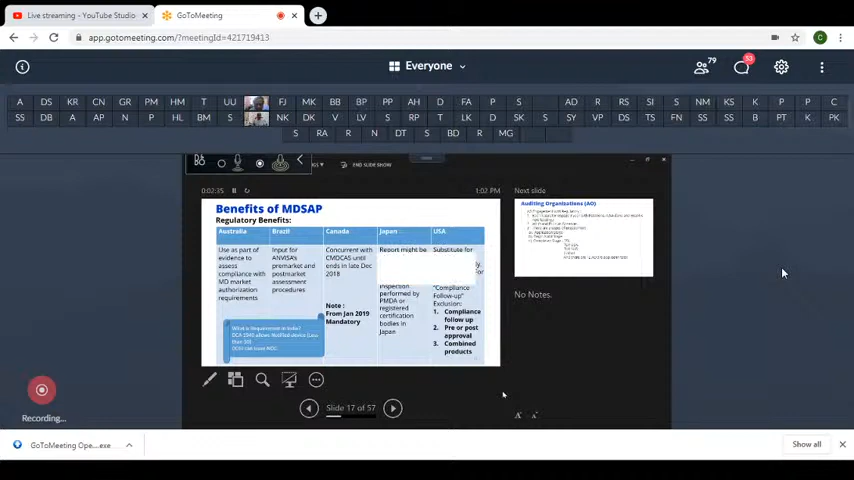 Live streaming - YouTube Studio
GoToMeeting
app.gotomeeting.com/?meetingId=421719413
Everyone
79
53
A DS KR CN GR PM HM T UU FJ MK BB BP PP AH D FA P S AD R RS SI S NM KS K P P C
SS DB A AP N P HL BM S NK DK V LV S RP T LK D SK S SY VP DS TS FN SS SS B PT K PK
S RA R N DT S BD R MG
END SLIDE SHOW
0:02:35
1:02 PM
Benefits of MDSAP
Regulatory Benefits:
Australia
Use as part of
evidence to
assess
compliance with
MD market
authorization
requirements
Brazil
Input for
ANVISA's
premarket and
postmarket
assessment
procedures
Canada
Concurrent with
CMDCAS until
ends in late Dec
2018
Note :
From Jan 2019
Mandatory
Japan
Report might be
inspection
performed by
PMDA or
registered
certification
bodies in
Japan
USA
Substitute for
For
"Compliance
Follow-up"
Exclusion:
1. Compliance
follow up
2. Pre or post
approval
3. Combined
products
What is Requirement in India?
Slide 17 of 57
Next slide
Auditing Organizations (AO)
No Notes.
Recording...
GoToMeeting Ope....exe
Show all